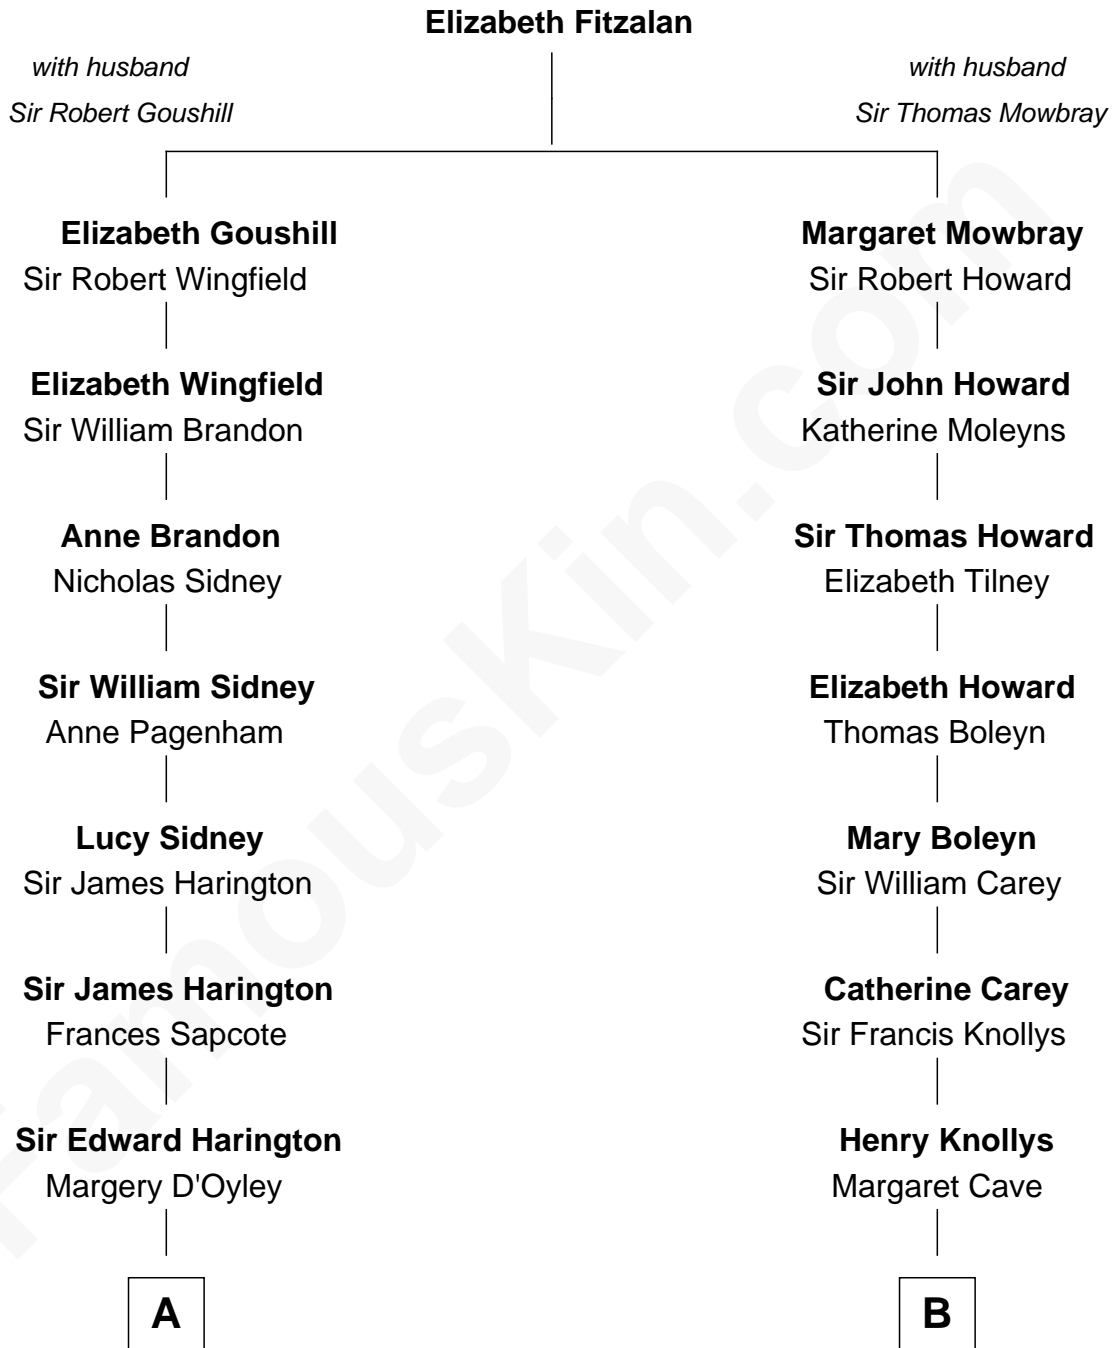 Elizabeth Fitzalan
with husband
Sir Robert Goushill
with husband
Sir Thomas Mowbray
Elizabeth Goushill
Sir Robert Wingfield
Margaret Mowbray
Sir Robert Howard
Elizabeth Wingfield
Sir William Brandon
Sir John Howard
Katherine Moleyns
Anne Brandon
Nicholas Sidney
Sir Thomas Howard
Elizabeth Tilney
Sir William Sidney
Anne Pagenham
Elizabeth Howard
Thomas Boleyn
Lucy Sidney
Sir James Harington
Mary Boleyn
Sir William Carey
Sir James Harington
Frances Sapcote
Catherine Carey
Sir Francis Knollys
Sir Edward Harington
Margery D'Oyley
Henry Knollys
Margaret Cave
A
B
FamousKin.com